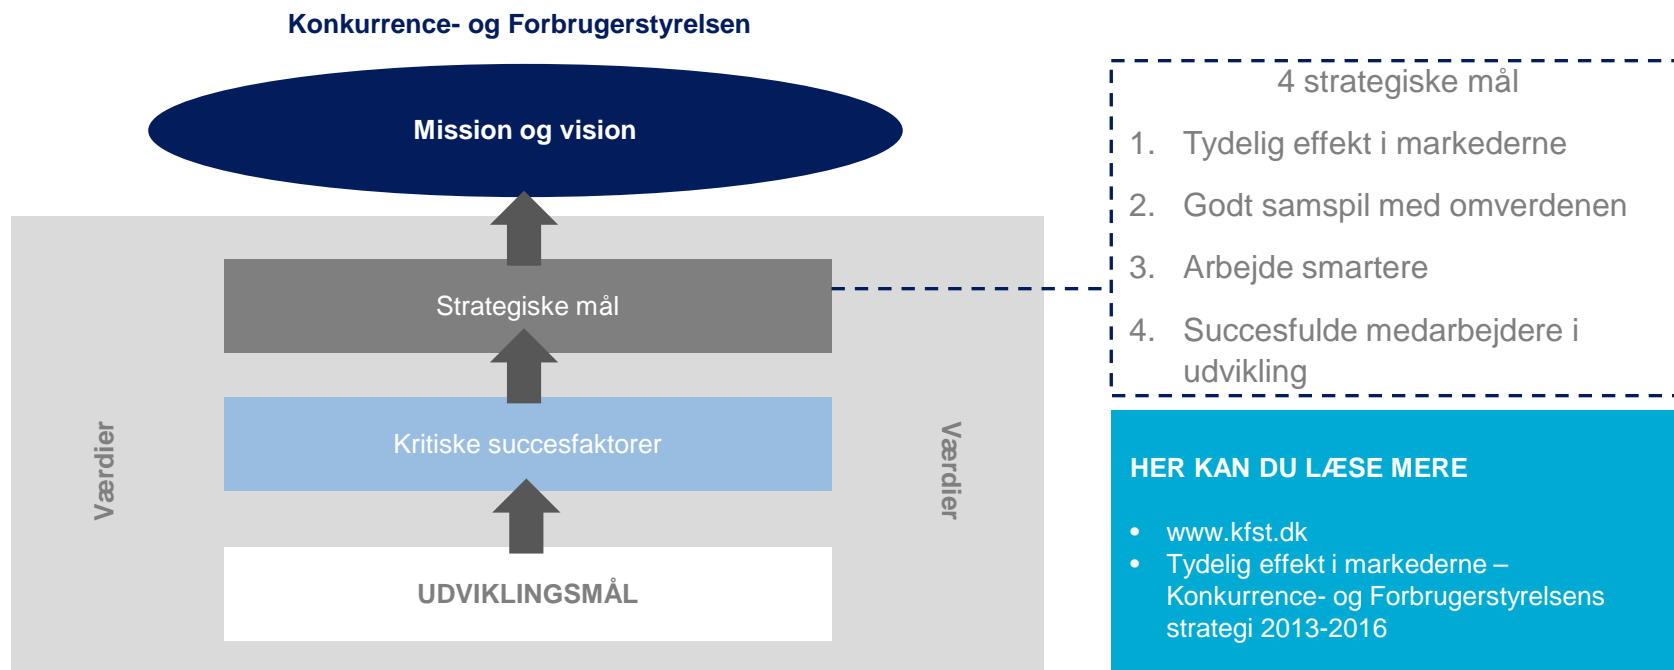 Konkurrence- og Forbrugerstyrelsen
Mission og vision
Strategiske mål
Kritiske succesfaktorer
UDVIKLINGSMÅL
Værdier
Værdier
4 strategiske mål
1. Tydelig effekt i markederne
2. Godt samspil med omverdenen
3. Arbejde smartere
4. Succesfulde medarbejdere i
udvikling
HER KAN DU LÆSE MERE
• www.kfst.dk
• Tydelig effekt i markederne –
Konkurrence- og Forbrugerstyrelsens
strategi 2013-2016